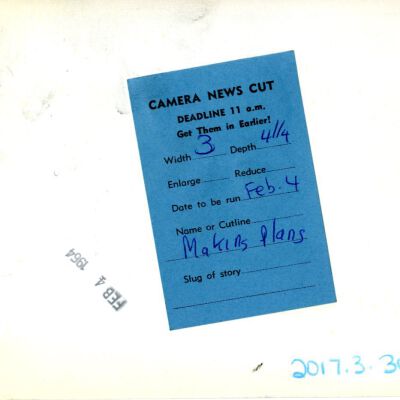 CAMERA NEWS CUT
DEADLINE 11 a.m.
Get Them in Earlier!
Width 3 Depth 4 1/4
Enlarge Reduce
Date to be run Feb. 4
Name or Cutline
Making Plans
Slug of story
FEB 4 1964
2017.3.